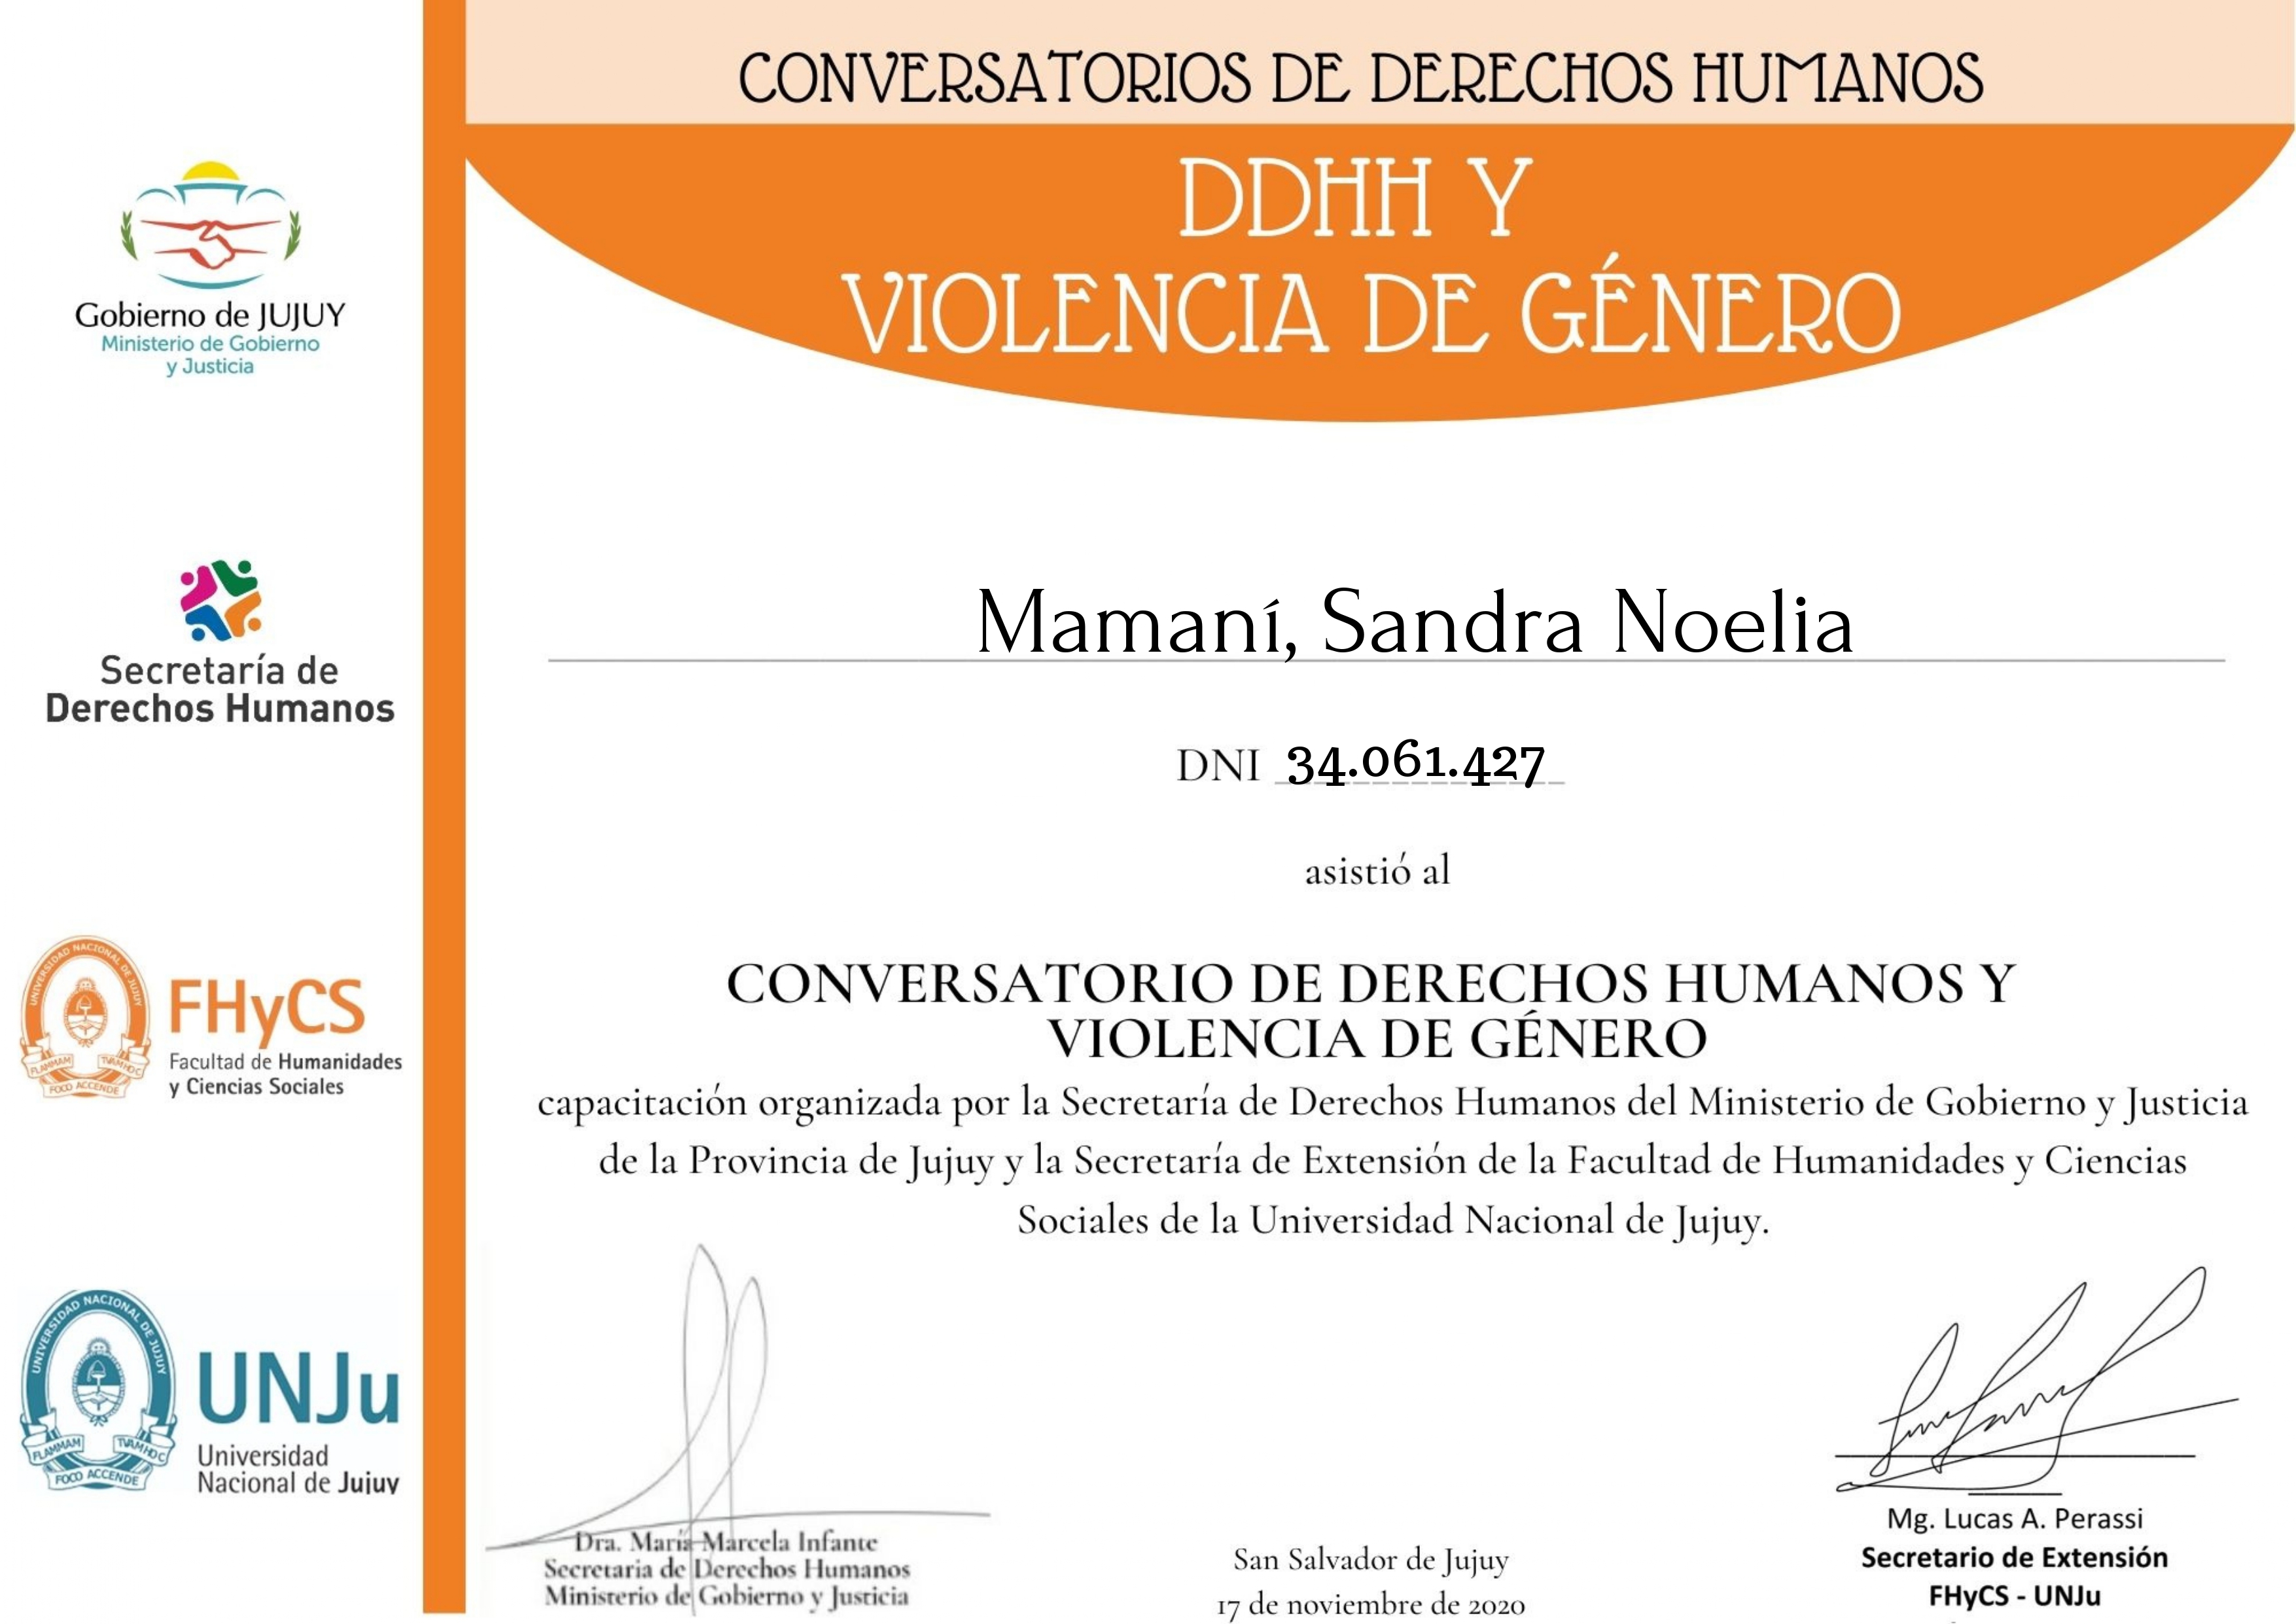 CONVERSATORIOS DE DERECHOS HUMANOS
DDHH Y
VIOLENCIA DE GÉNERO
Gobierno de JUJUY
Ministerio de Gobierno
y Justicia
Secretaría de
Derechos Humanos
UNIVERSIDAD NACIONAL DE JUJUY
FLAMMAM TVAM HOC
FOCO ACCENDE
FHyCS
Facultad de Humanidades
y Ciencias Sociales
UNIVERSIDAD NACIONAL DE JUJUY
FLAMMAM TVAM HOC
FOCO ACCENDE
UNJu
Universidad
Nacional de Jujuy
Mamaní, Sandra Noelia
DNI 34.061.427
asistió al
CONVERSATORIO DE DERECHOS HUMANOS Y
VIOLENCIA DE GÉNERO
capacitación organizada por la Secretaría de Derechos Humanos del Ministerio de Gobierno y Justicia
de la Provincia de Jujuy y la Secretaría de Extensión de la Facultad de Humanidades y Ciencias
Sociales de la Universidad Nacional de Jujuy.
Dra. María Marcela Infante
Secretaria de Derechos Humanos
Ministerio de Gobierno y Justicia
San Salvador de Jujuy
17 de noviembre de 2020
Mg. Lucas A. Perassi
Secretario de Extensión
FHyCS - UNJu